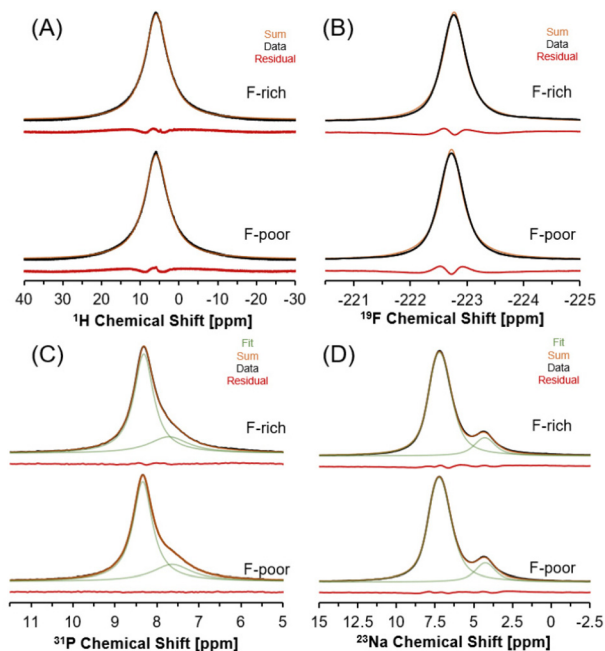 (A)
Sum
Data
Residual
F-rich
F-poor
40 30 20 10 0 -10 -20 -30
¹H Chemical Shift [ppm]
(B)
Sum
Data
Residual
F-rich
F-poor
-221 -222 -223 -224 -225
¹⁹F Chemical Shift [ppm]
(C)
Fit
Sum
Data
Residual
F-rich
F-poor
11 10 9 8 7 6 5
³¹P Chemical Shift [ppm]
(D)
Fit
Sum
Data
Residual
F-rich
F-poor
15 12.5 10 7.5 5 2.5 0 -2.5
²³Na Chemical Shift [ppm]